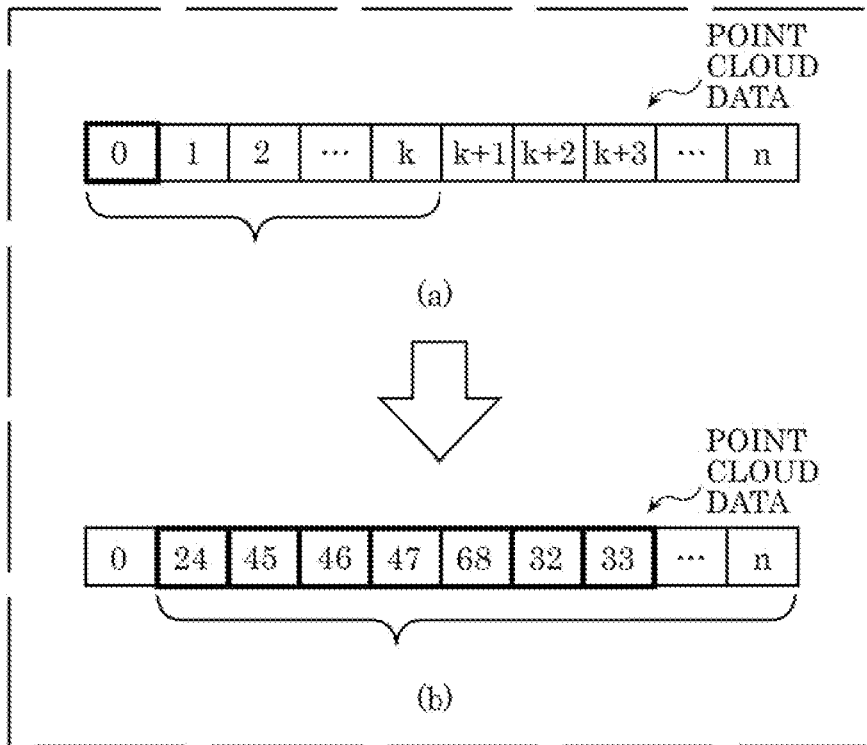 POINT
CLOUD
DATA
0 1 2 ... k k+1 k+2 k+3 ... n
(a)
POINT
CLOUD
DATA
0 24 45 46 47 68 32 33 ... n
(b)